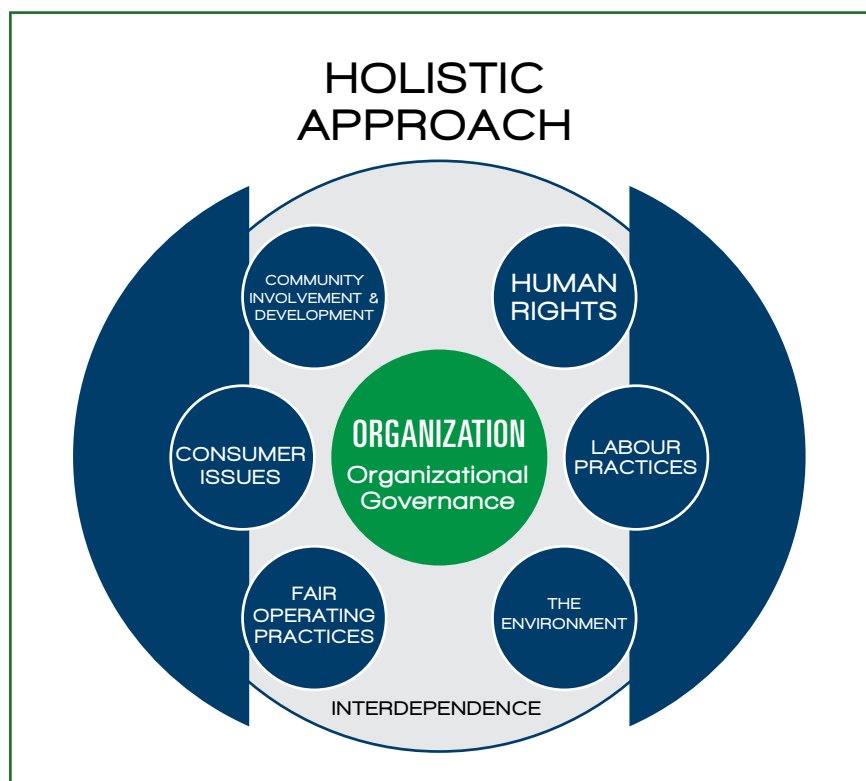 HOLISTIC
APPROACH
COMMUNITY
INVOLVEMENT &
DEVELOPMENT
HUMAN
RIGHTS
CONSUMER
ISSUES
ORGANIZATION
Organizational
Governance
LABOUR
PRACTICES
FAIR
OPERATING
PRACTICES
THE
ENVIRONMENT
INTERDEPENDENCE